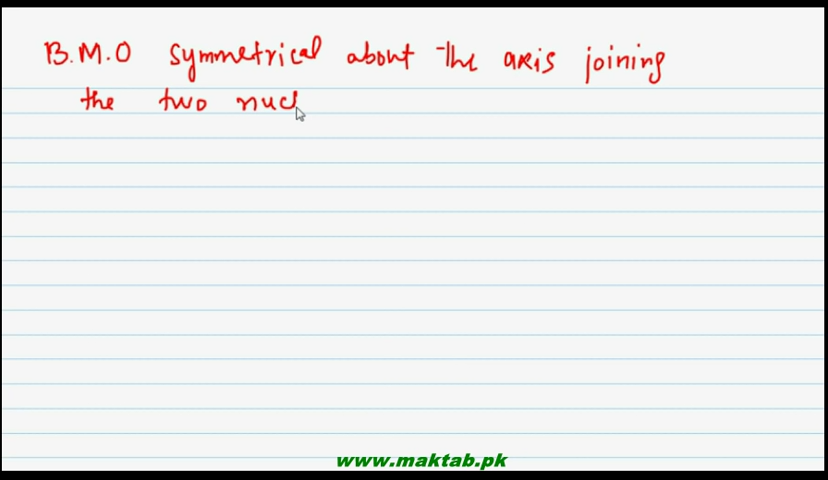 B.M.O symmetrical about the axis joining
the two nucl
www.maktab.pk